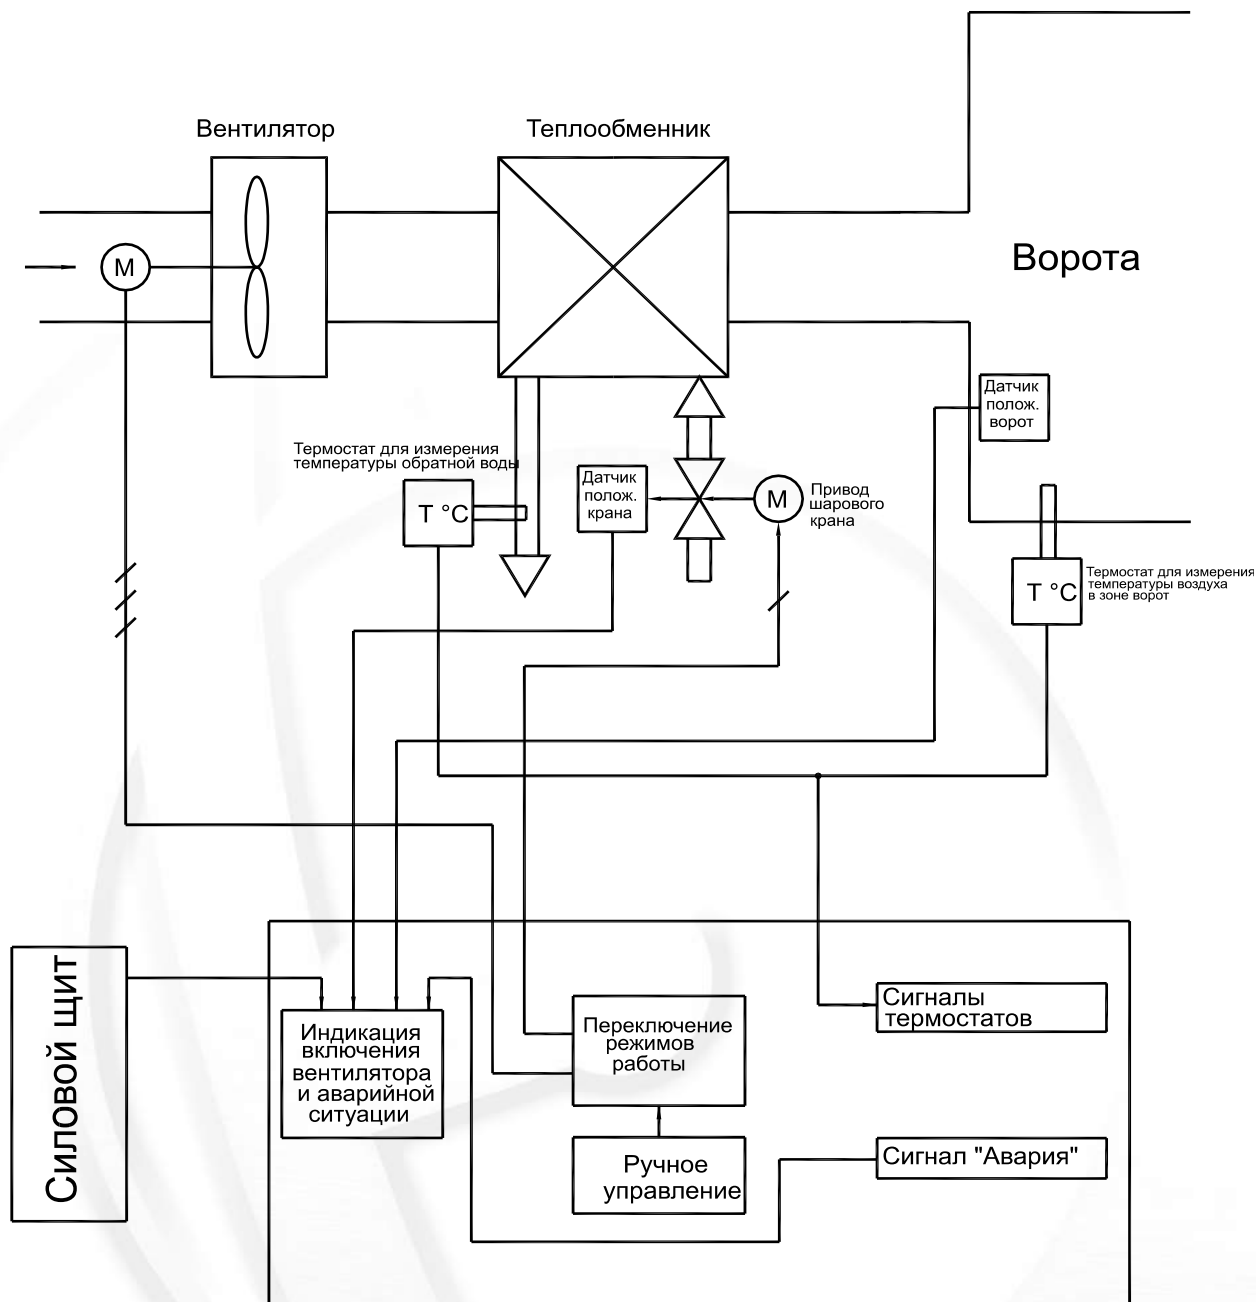 Вентилятор
Теплообменник
M
Ворота
Датчик
полож.
ворот
Термостат для измерения
температуры обратной воды
T °C
Датчик
полож.
крана
M
Привод
шарового
крана
T °C
Термостат для измерения
температуры воздуха
в зоне ворот
Силовой щит
Индикация
включения
вентилятора
и аварийной
ситуации
Переключение
режимов
работы
Ручное
управление
Сигналы
термостатов
Сигнал "Авария"